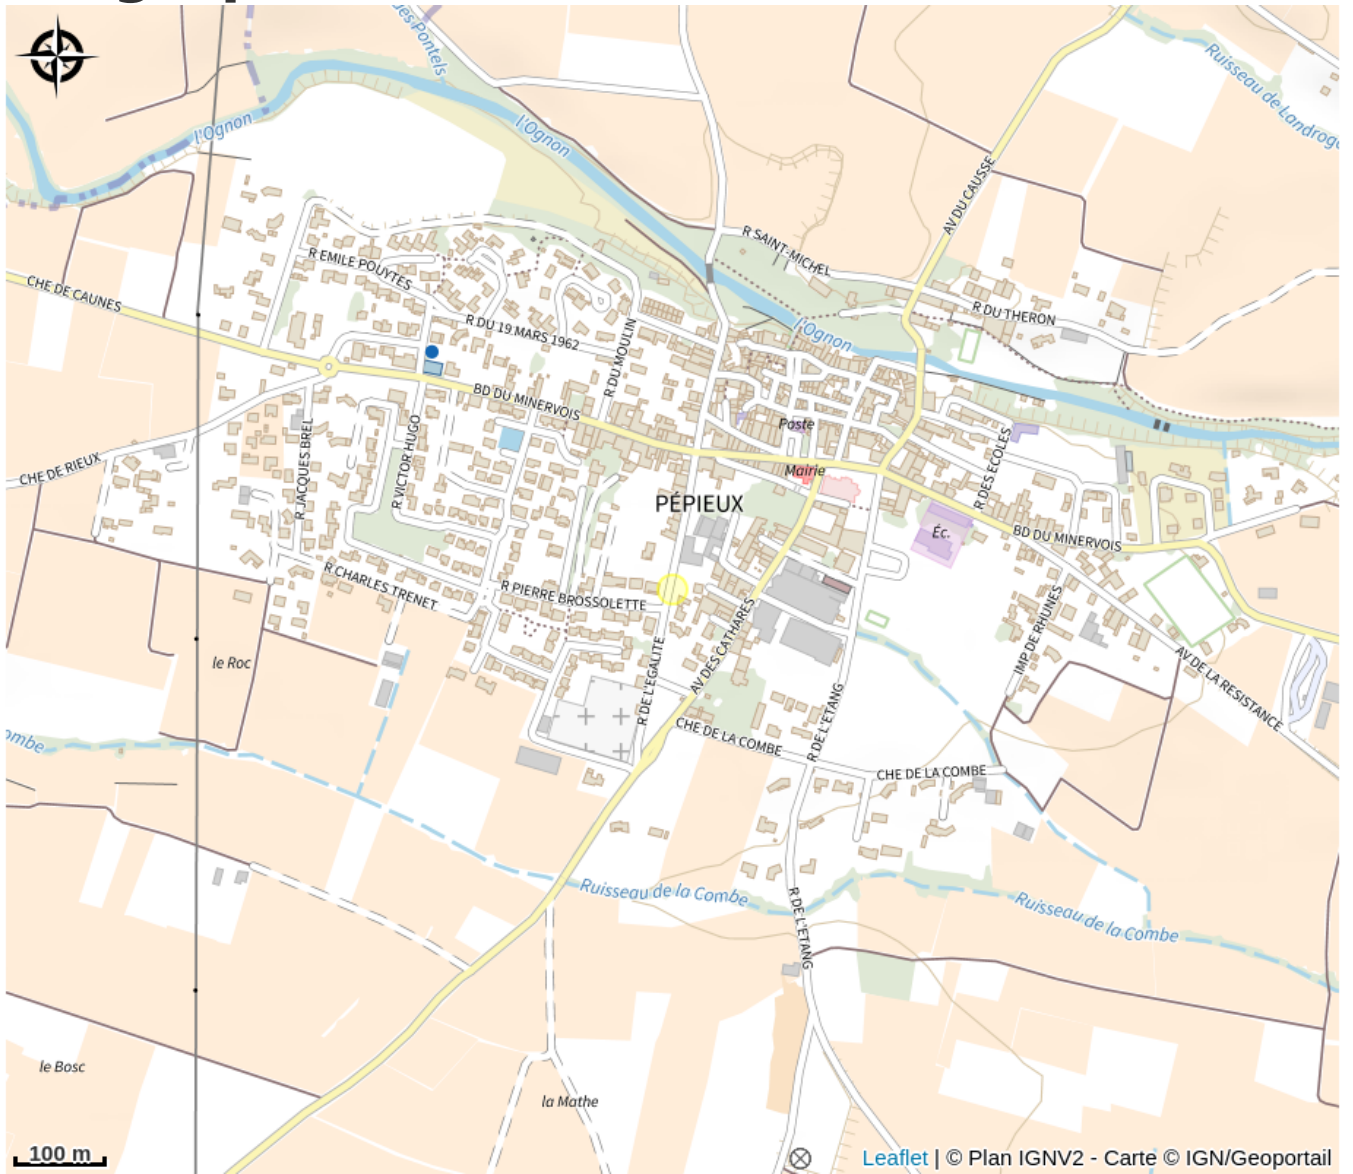 des Pontels
Ruisseau de Landrog
l'Ognon
l'Ognon
AV DU CAUSSE
R SAINT-MICHEL
R EMILE POUYTES
CHE DE CAUNES
R DU THERON
R DU 19 MARS 1962
l'Ognon
R DU MOULIN
BD DU MINERVOIS
Poste
R VICTOR HUGO
R JACQUES BREL
CHE DE RIEUX
Mairie
R DES ECOLES
PÉPIEUX
Éc.
BD DU MINERVOIS
R CHARLES TRENET
R PIERRE BROSSOLETTE
IMP DE RHUNES
AV DES CATHARES
le Roc
R DE L'EGALITE
AV DE LA RESISTANCE
R DE L'ETANG
CHE DE LA COMBE
ombe
CHE DE LA COMBE
Ruisseau de la Combe
Ruisseau de la Combe
R DE L'ETANG
le Bosc
la Mathe
100 m
Leaflet | © Plan IGNV2 - Carte © IGN/Geoportail